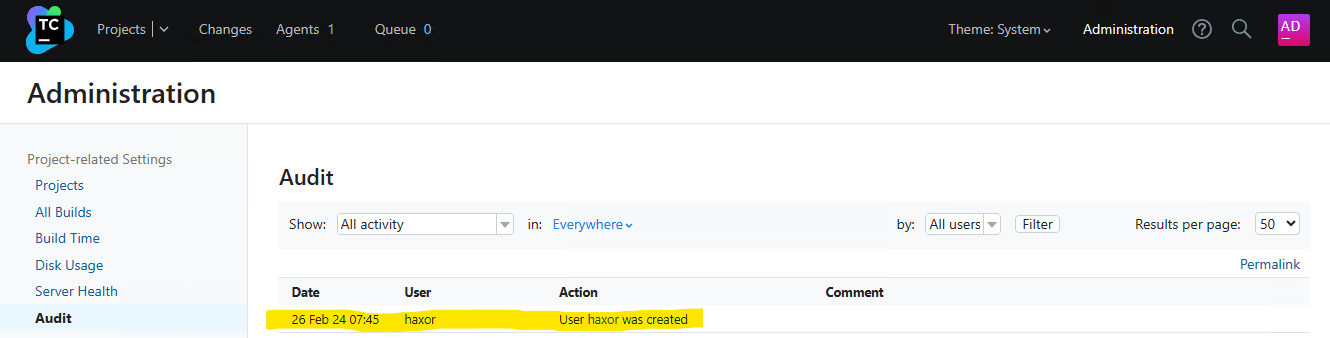 TC
Projects Changes Agents 1 Queue 0 Theme: System Administration ? AD
Administration
Project-related Settings
Projects
All Builds
Build Time
Disk Usage
Server Health
Audit
Audit
Show: All activity in: Everywhere by: All users Filter Results per page: 50
Permalink
Date User Action Comment
26 Feb 24 07:45 haxor User haxor was created